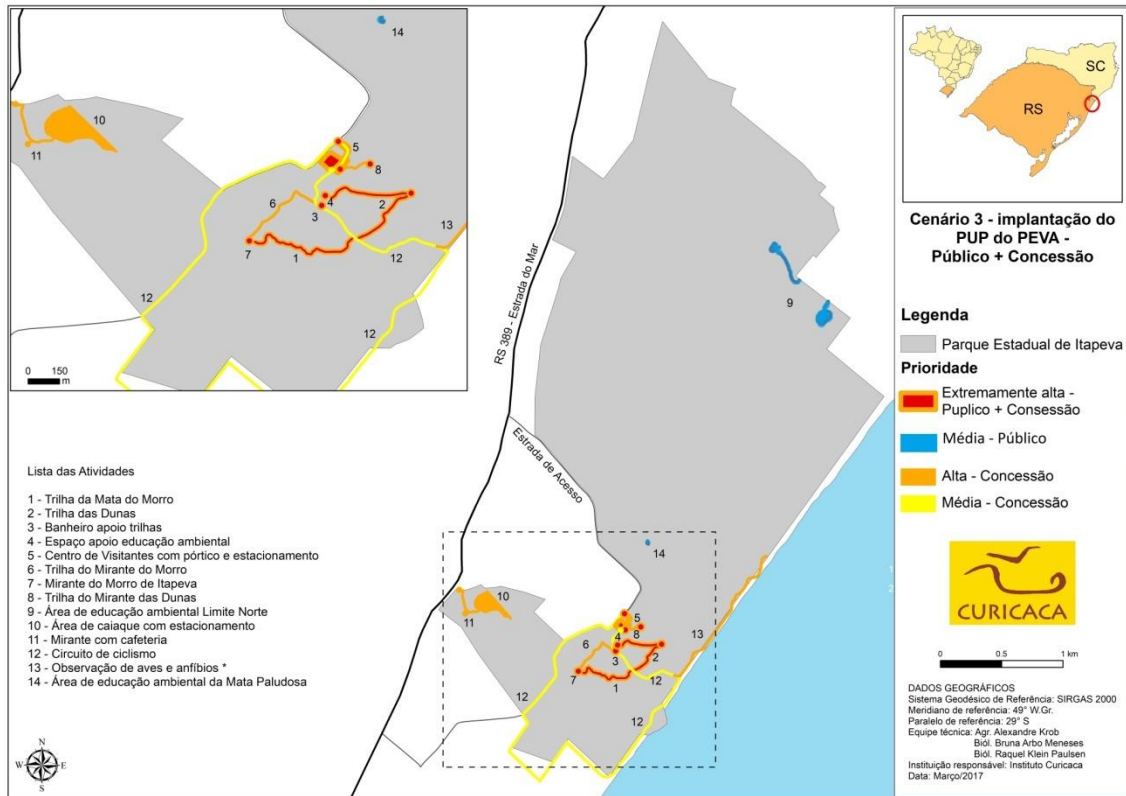 14
10
11
5
8
4
3
6
2
7
1
13
12
12
12
0 150
m
RS 389 - Estrada do Mar
Estrada de Acesso
9
14
10
11
5
4
8
6
3
2
7
1
12
13
12
12
Lista das Atividades
1 - Trilha da Mata do Morro
2 - Trilha das Dunas
3 - Banheiro apoio trilhas
4 - Espaço apoio educação ambiental
5 - Centro de Visitantes com pórtico e estacionamento
6 - Trilha do Mirante do Morro
7 - Mirante do Morro de Itapeva
8 - Trilha do Mirante das Dunas
9 - Área de educação ambiental Limite Norte
10 - Área de caiaque com estacionamento
11 - Mirante com cafeteria
12 - Circuito de ciclismo
13 - Observação de aves e anfíbios *
14 - Área de educação ambiental da Mata Paludosa
N
W E
S
SC
RS
Cenário 3 - implantação do
PUP do PEVA -
Público + Concessão
Legenda
Parque Estadual de Itapeva
Prioridade
Extremamente alta -
Puplico + Consessão
Média - Público
Alta - Concessão
Média - Concessão
CURICACA
0 0.5 1 km
DADOS GEOGRÁFICOS
Sistema Geodésico de Referência: SIRGAS 2000
Meridiano de referência: 49° W.Gr.
Paralelo de referência: 29° S
Equipe técnica: Agr. Alexandre Krob
Biól. Bruna Arbo Meneses
Biól. Raquel Klein Paulsen
Instituição responsável: Instituto Curicaca
Data: Março/2017